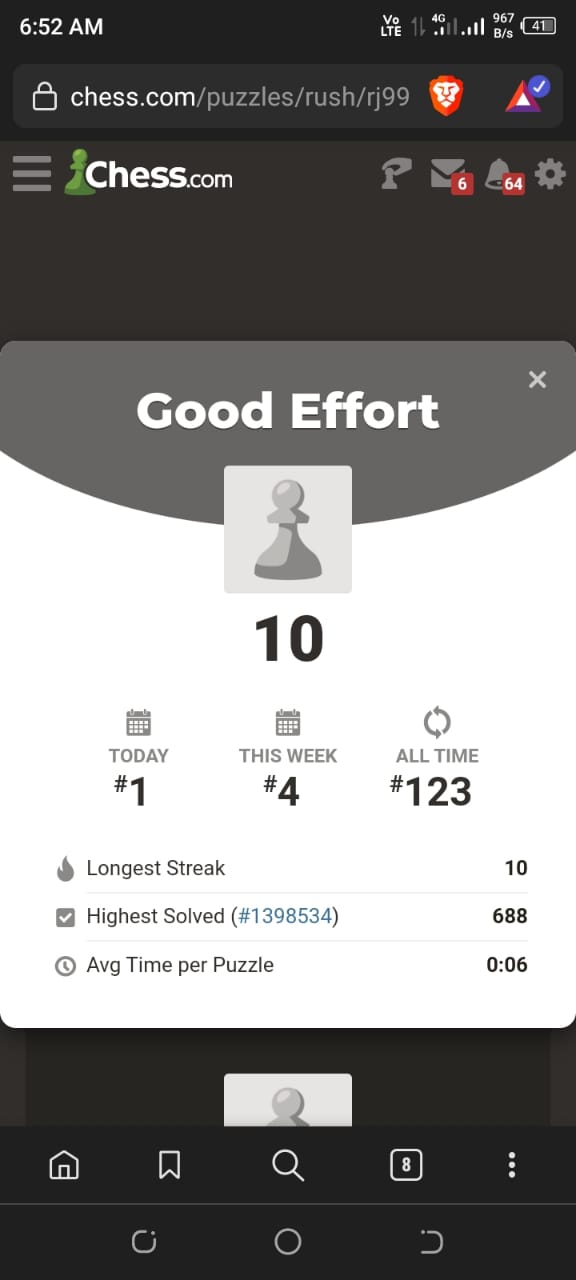 6:52 AM
Vo LTE 4G 967 B/s 41
chess.com/puzzles/rush/rj99
Chess.com
6 64
Good Effort
10
TODAY THIS WEEK ALL TIME
#1 #4 #123
Longest Streak 10
Highest Solved (#1398534) 688
Avg Time per Puzzle 0:06
8